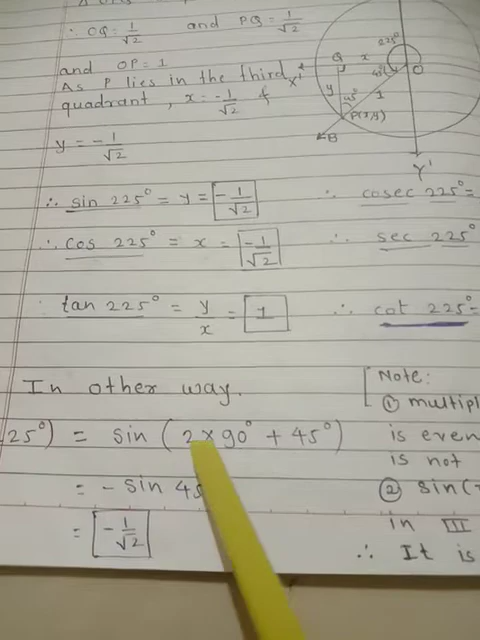 ∴ OQ = 1/√2 and PQ = 1/√2
and OP = 1
As P lies in the third
quadrant, x = -1/√2 &
y = -1/√2
225°
Q x
X'
45° O
y 45° 1
P(x,y)
B
Y'
∴ sin 225° = y = -1/√2 ∴ cosec 225° =
∴ cos 225° = x = -1/√2 ∴ sec 225°
tan 225° = y/x = 1 ∴ cot 225° =
In other way.
25°) = sin (2×90° + 45°)
= - sin 45
= -1/√2
Note:
① multipl
is even
is not
② sin(
in III
∴ It is